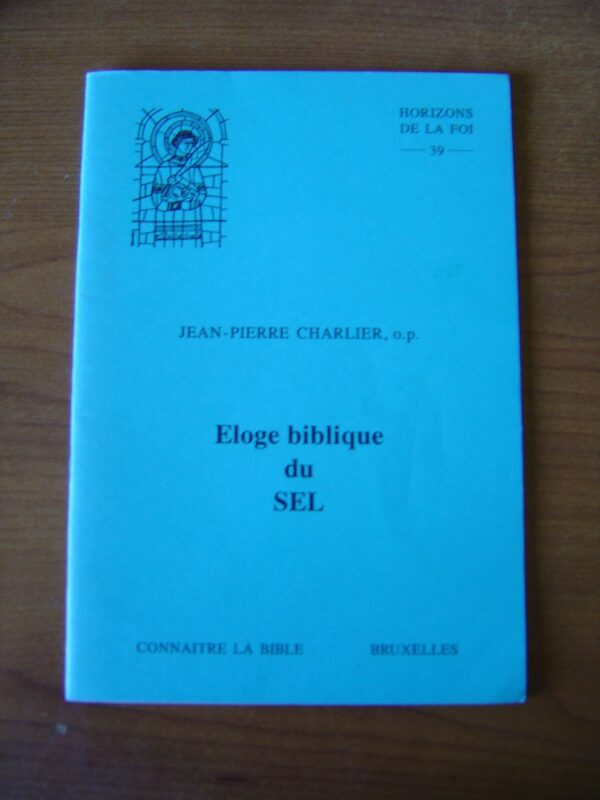 HORIZONS
DE LA FOI
— 39 —
JEAN-PIERRE CHARLIER, o.p.
Eloge biblique
du
SEL
CONNAITRE LA BIBLE BRUXELLES